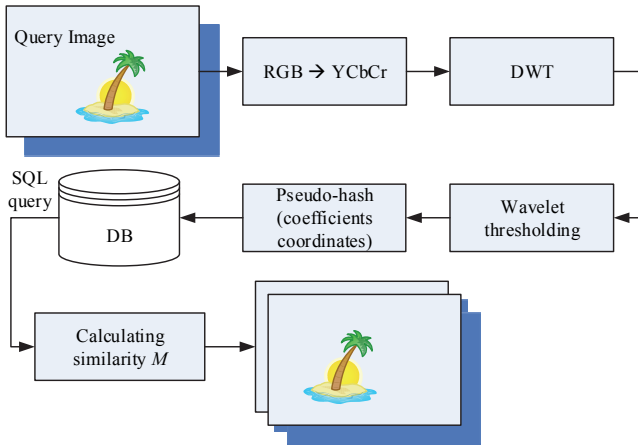 Query Image
RGB → YCbCr
DWT
SQL
query
DB
Pseudo-hash
(coefficients
coordinates)
Wavelet
thresholding
Calculating
similarity M